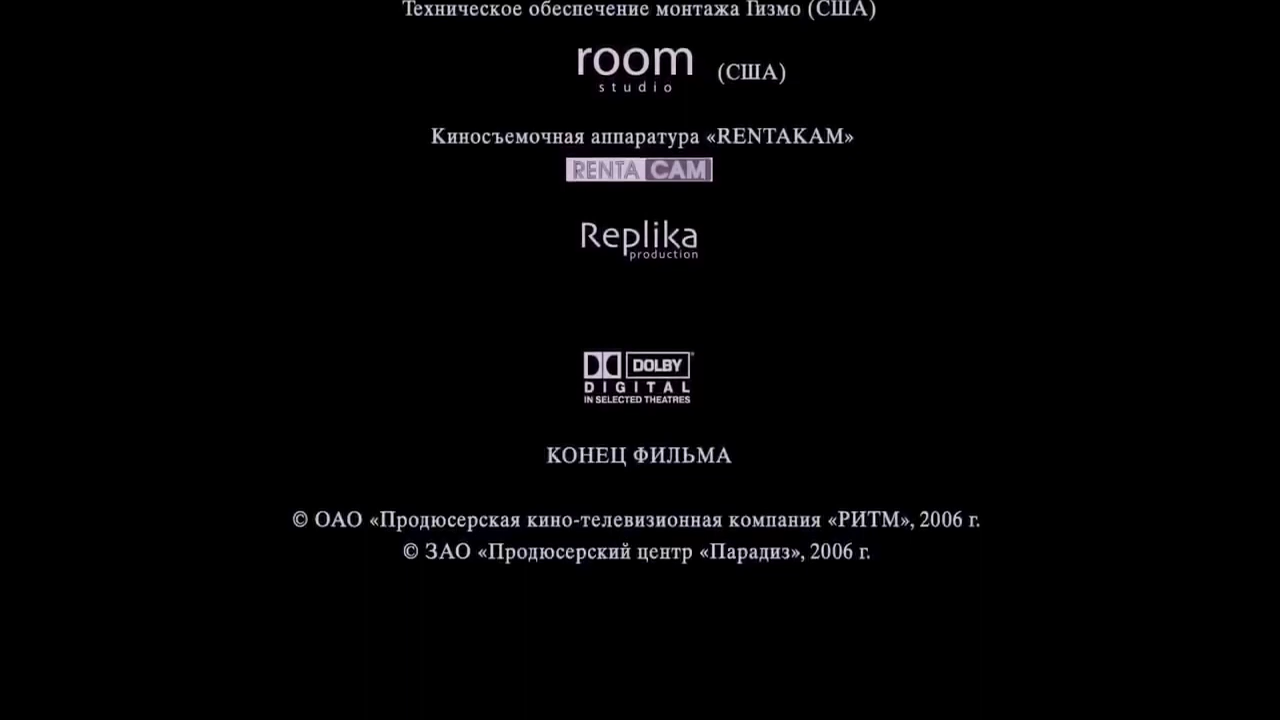 Техническое обеспечение монтажа Гизмо (США)
room
studio
(США)
Киносъемочная аппаратура «RENTAKAM»
RENTA CAM
Replika
production
DOLBY
DIGITAL
IN SELECTED THEATRES
КОНЕЦ ФИЛЬМА
© ОАО «Продюсерская кино-телевизионная компания «РИТМ», 2006 г.
© ЗАО «Продюсерский центр «Парадиз», 2006 г.